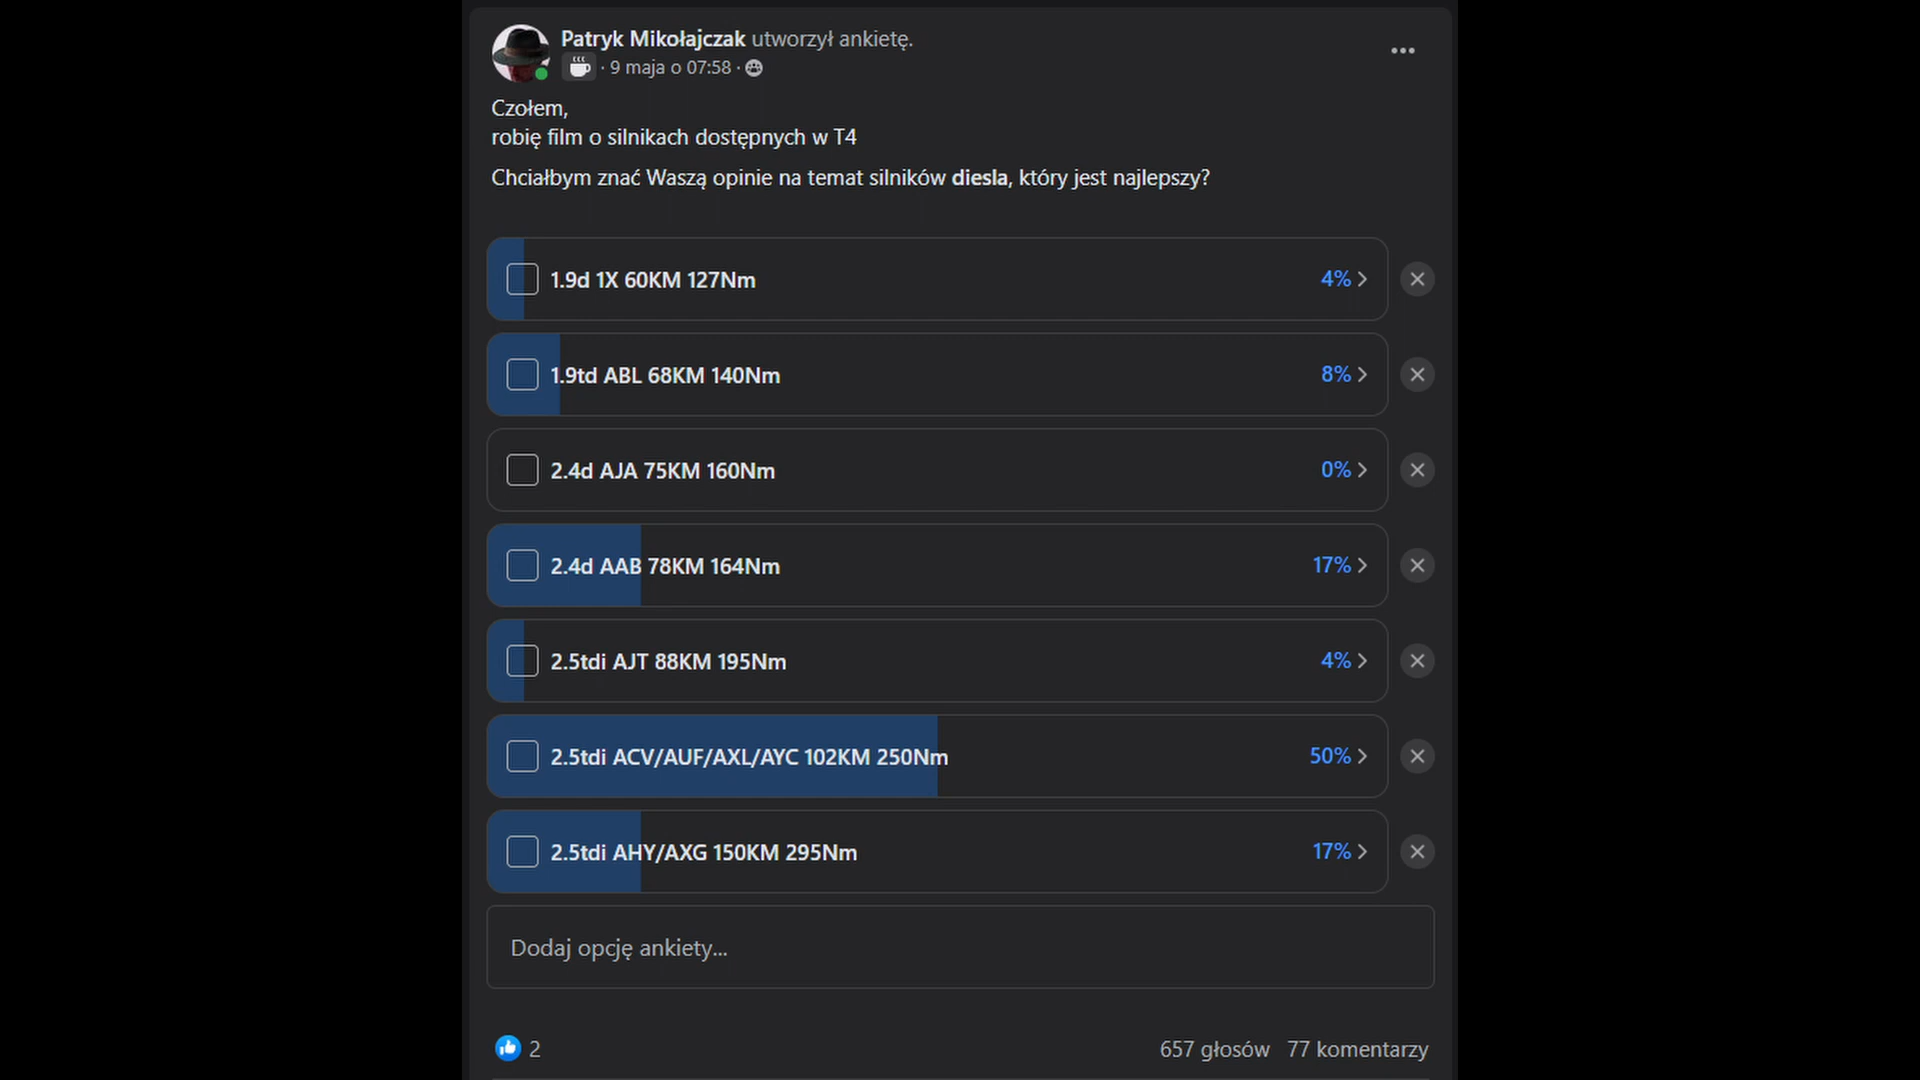 Patryk Mikołajczak utworzył ankietę.
· 9 maja o 07:58 ·
Czołem,
robię film o silnikach dostępnych w T4
Chciałbym znać Waszą opinie na temat silników diesla, który jest najlepszy?
1.9d 1X 60KM 127Nm 4%
1.9td ABL 68KM 140Nm 8%
2.4d AJA 75KM 160Nm 0%
2.4d AAB 78KM 164Nm 17%
2.5tdi AJT 88KM 195Nm 4%
2.5tdi ACV/AUF/AXL/AYC 102KM 250Nm 50%
2.5tdi AHY/AXG 150KM 295Nm 17%
Dodaj opcję ankiety...
2 657 głosów 77 komentarzy